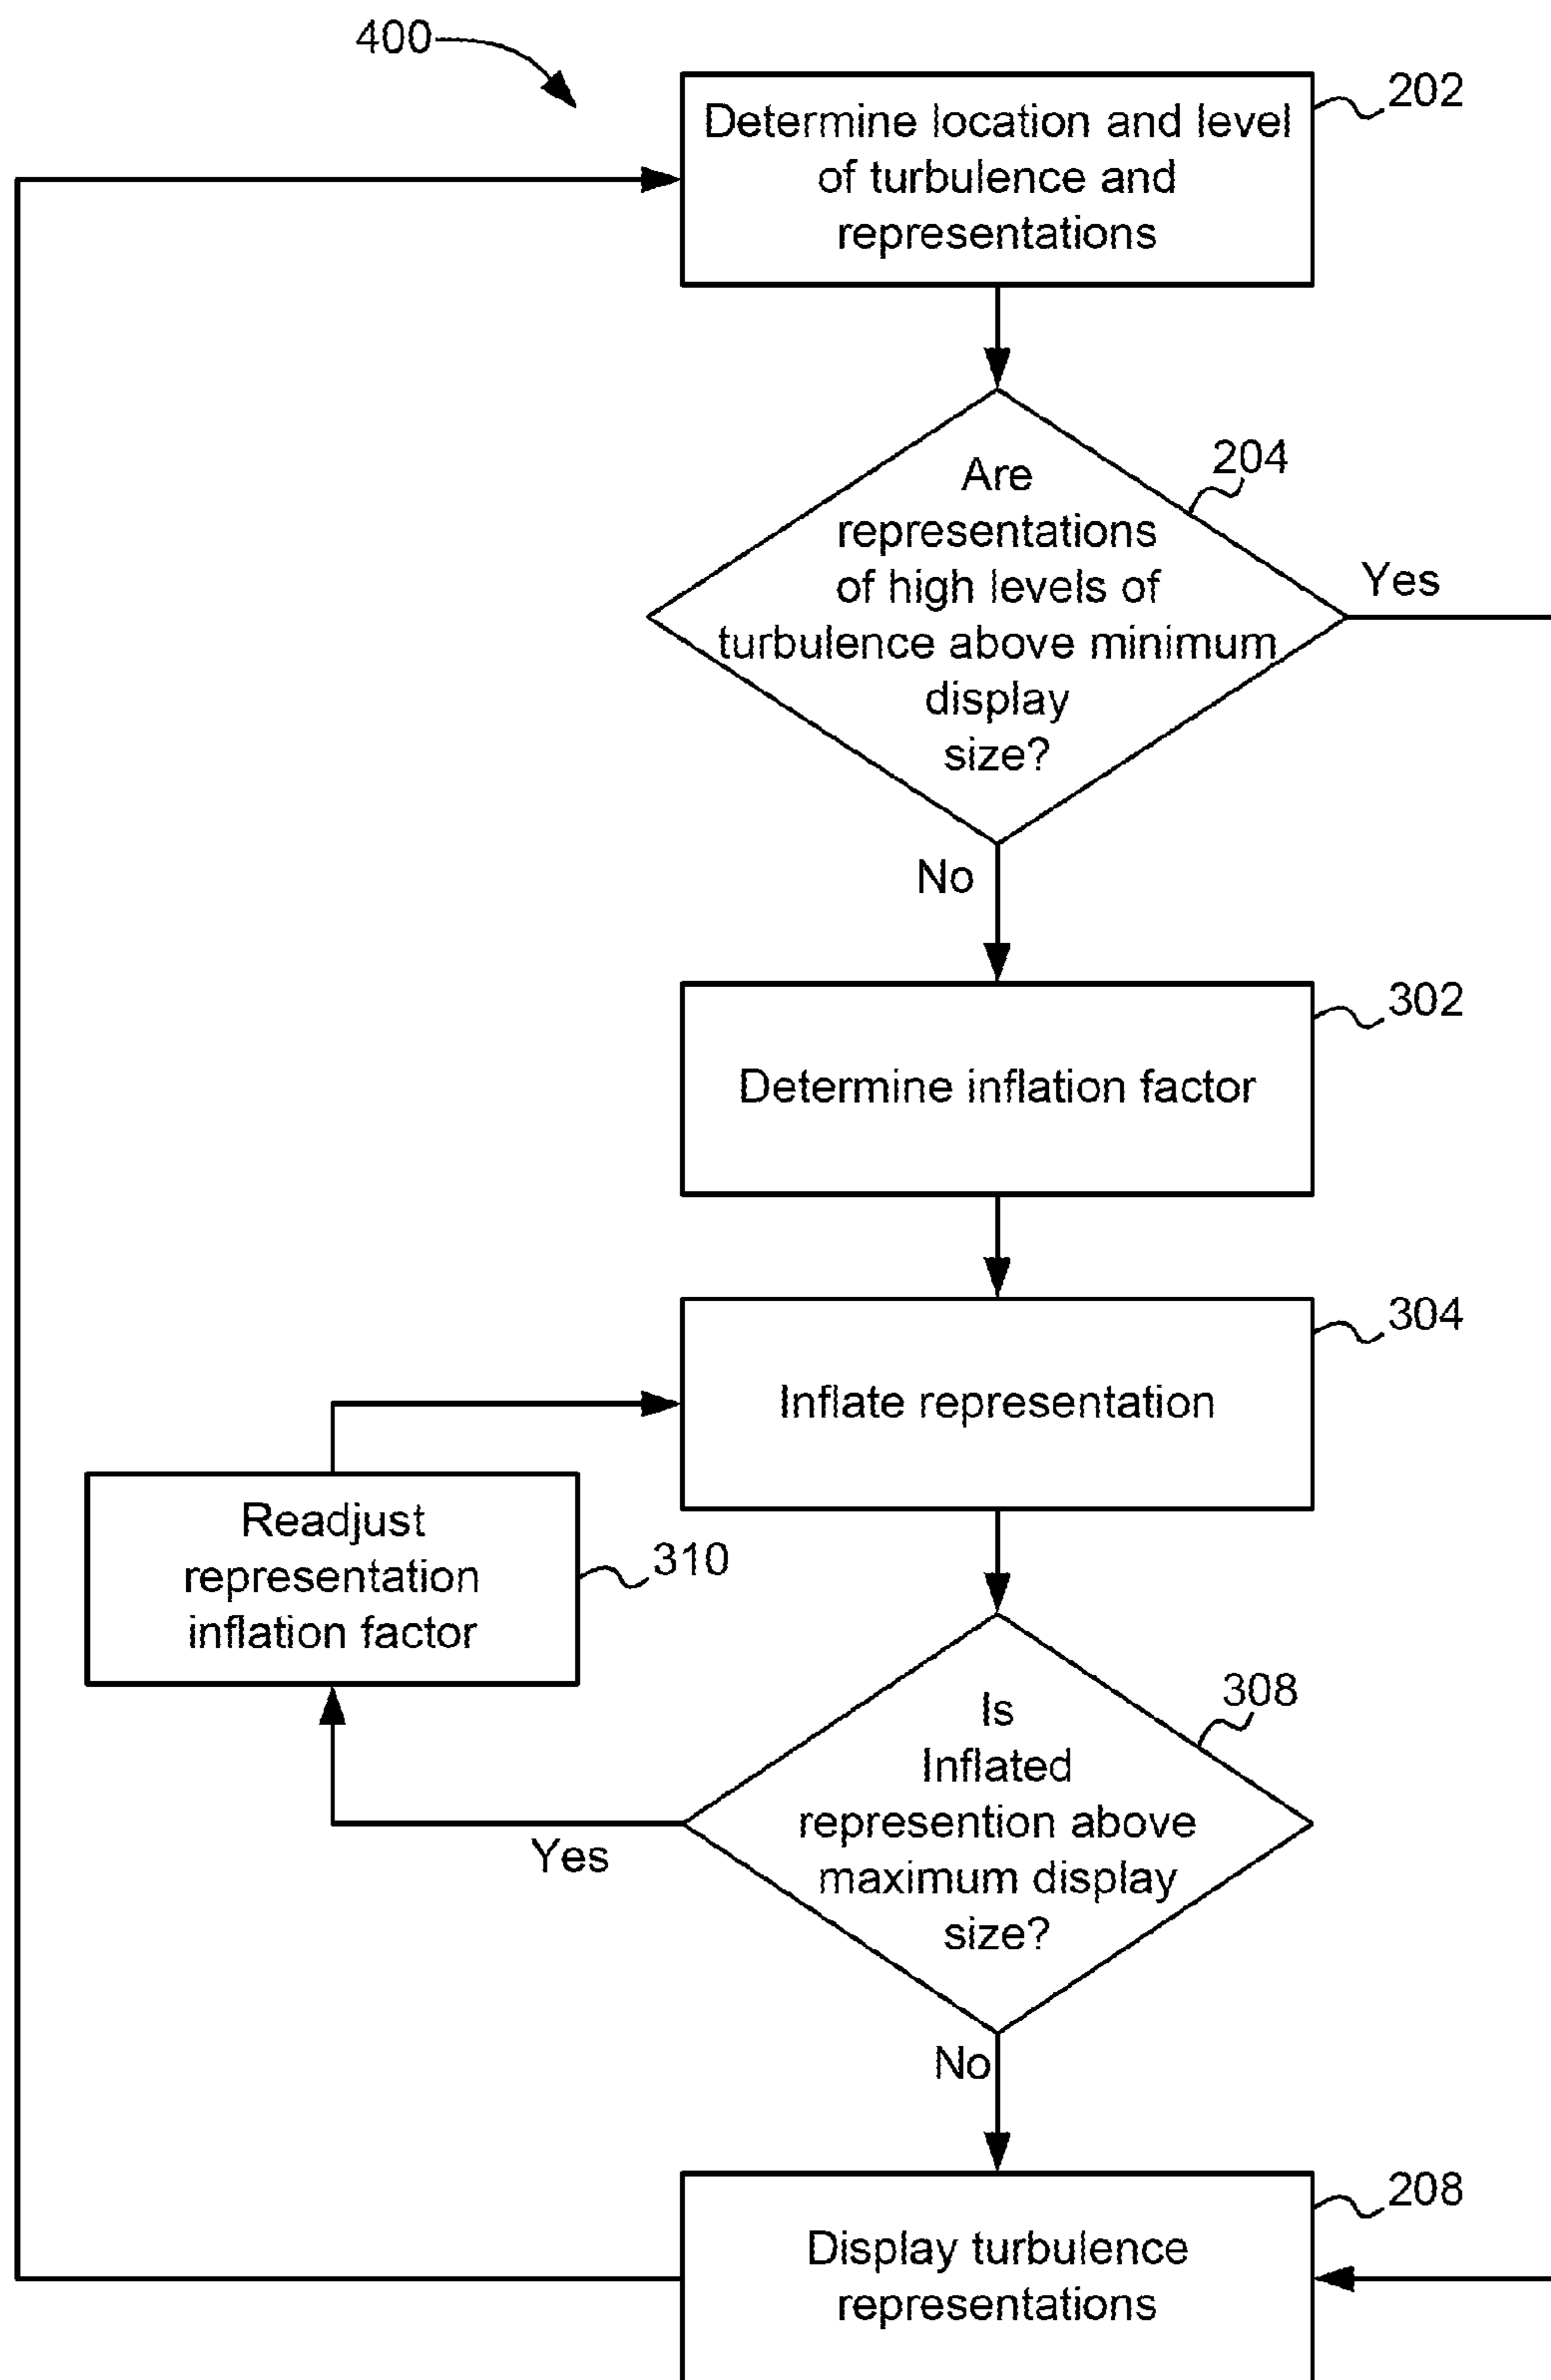 400
202
Determine location and level
of turbulence and
representations
204
Are
representations
of high levels of
turbulence above minimum
display
size?
Yes
No
302
Determine inflation factor
304
Inflate representation
Readjust
representation
inflation factor
310
308
Is
Inflated
represention above
maximum display
size?
Yes
No
208
Display turbulence
representations